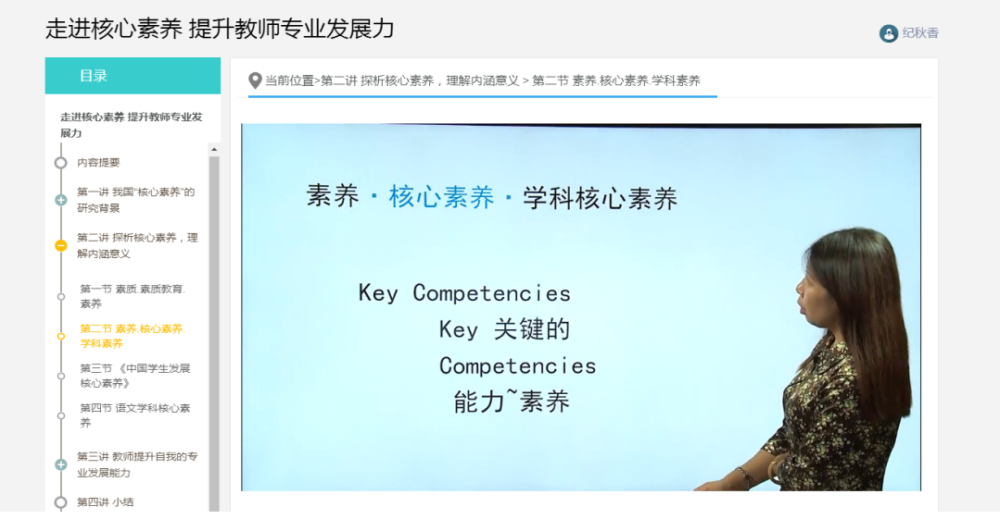 走进核心素养 提升教师专业发展力
纪秋香
目录
当前位置>第二讲 探析核心素养，理解内涵意义 > 第二节 素养.核心素养.学科素养
走进核心素养 提升教师专业发
展力
内容提要
第一讲 我国“核心素养”的
研究背景
第二讲 探析核心素养，理
解内涵意义
第一节 素质.素质教育.
素养
第二节 素养.核心素养.
学科素养
第三节 《中国学生发展
核心素养》
第四节 语文学科核心素
养
第三讲 教师提升自我的专
业发展能力
第四讲 小结
素养·核心素养·学科核心素养
Key Competencies
Key 关键的
Competencies
能力~素养